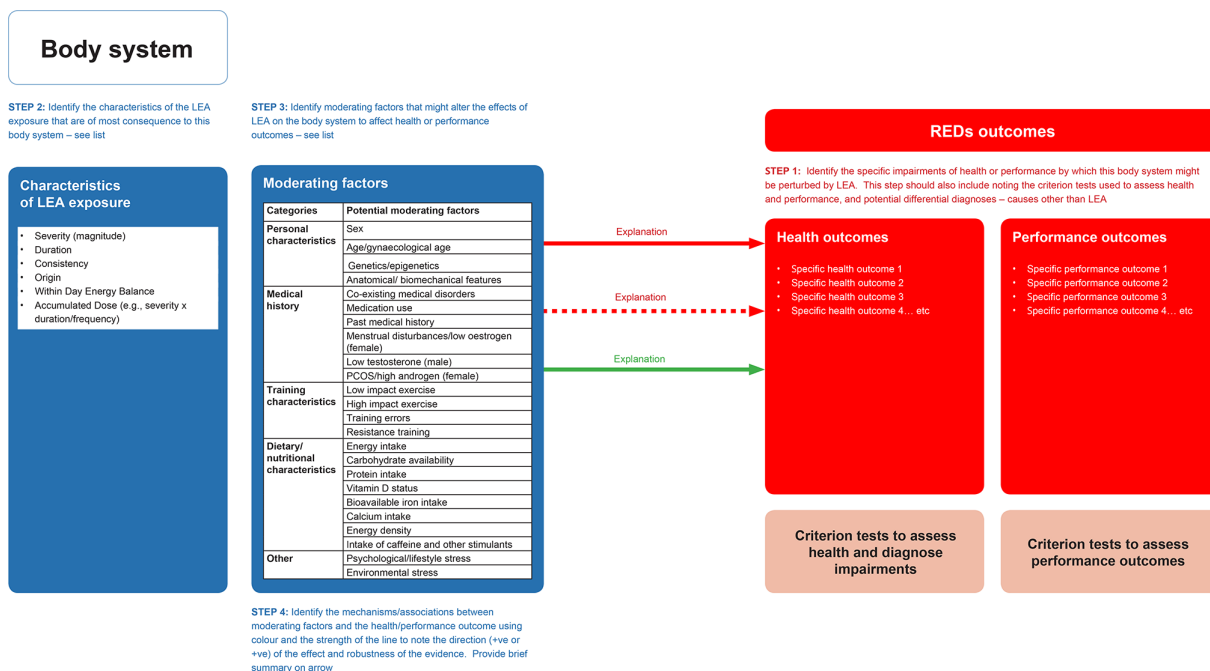 Body system
STEP 2: Identify the characteristics of the LEA
exposure that are of most consequence to this
body system – see list
Characteristics
of LEA exposure
• Severity (magnitude)
• Duration
• Consistency
• Origin
• Within Day Energy Balance
• Accumulated Dose (e.g., severity x
duration/frequency)
STEP 3: Identify moderating factors that might alter the effects of
LEA on the body system to affect health or performance
outcomes – see list
Moderating factors
Categories Potential moderating factors
Personal
characteristics
Sex
Age/gynaecological age
Genetics/epigenetics
Anatomical/ biomechanical features
Medical
history
Co-existing medical disorders
Medication use
Past medical history
Menstrual disturbances/low oestrogen
(female)
Low testosterone (male)
PCOS/high androgen (female)
Training
characteristics
Low impact exercise
High impact exercise
Training errors
Resistance training
Dietary/
nutritional
characteristics
Energy intake
Carbohydrate availability
Protein intake
Vitamin D status
Bioavailable iron intake
Calcium intake
Energy density
Intake of caffeine and other stimulants
Other
Psychological/lifestyle stress
Environmental stress
STEP 4: Identify the mechanisms/associations between
moderating factors and the health/performance outcome using
colour and the strength of the line to note the direction (+ve or
+ve) of the effect and robustness of the evidence. Provide brief
summary on arrow
Explanation
Explanation
Explanation
REDs outcomes
STEP 1: Identify the specific impairments of health or performance by which this body system might
be perturbed by LEA. This step should also include noting the criterion tests used to assess health
and performance, and potential differential diagnoses – causes other than LEA
Health outcomes
• Specific health outcome 1
• Specific health outcome 2
• Specific health outcome 3
• Specific health outcome 4… etc
Performance outcomes
• Specific performance outcome 1
• Specific performance outcome 2
• Specific performance outcome 3
• Specific performance outcome 4… etc
Criterion tests to assess
health and diagnose
impairments
Criterion tests to assess
performance outcomes